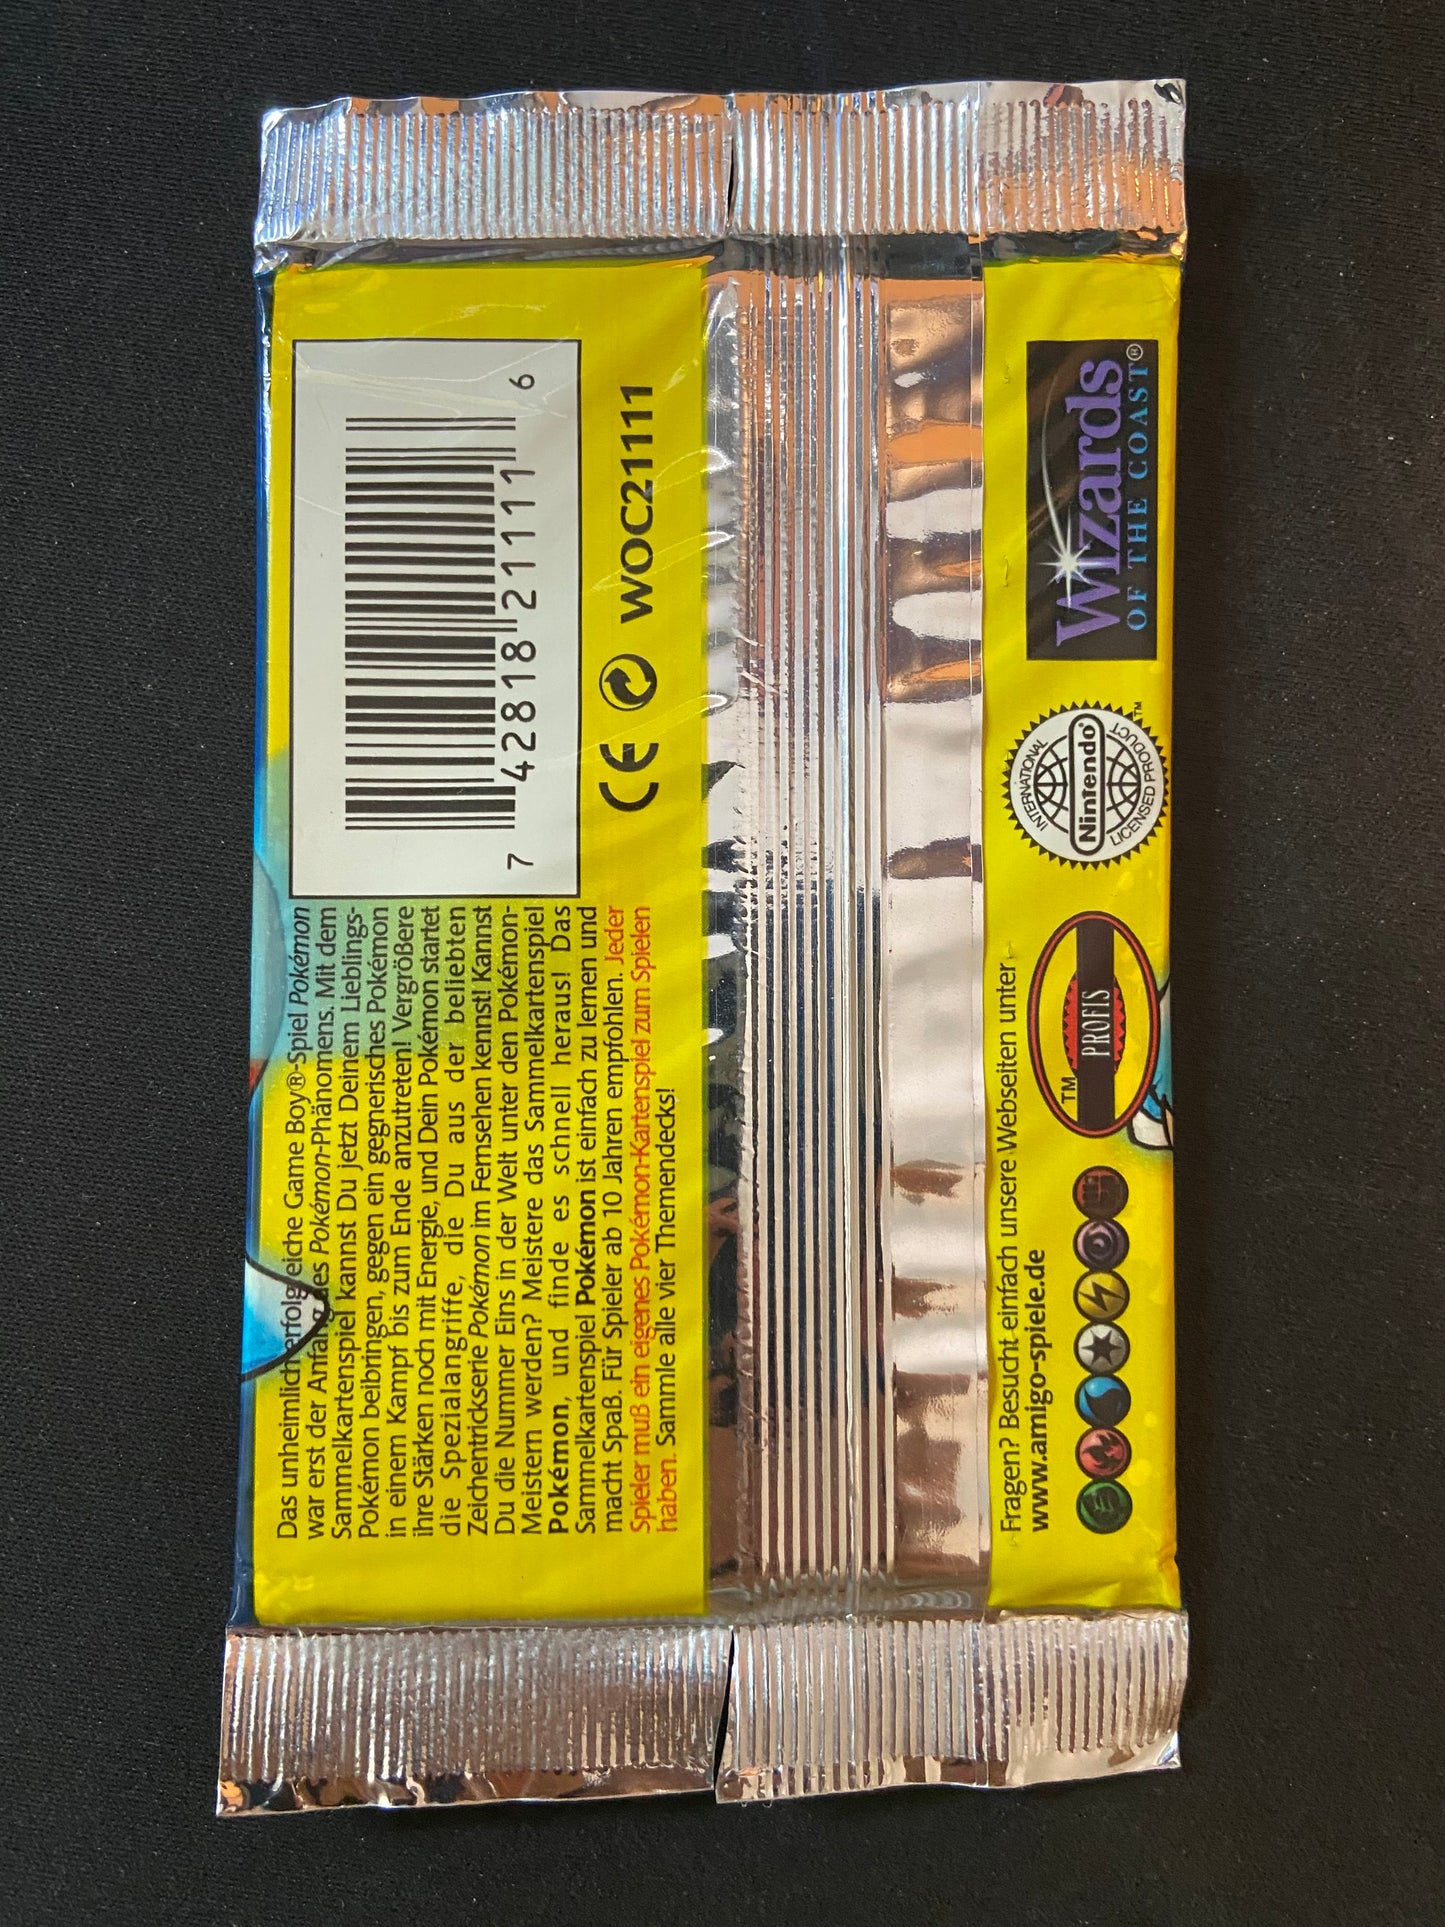 Das unheimlich erfolgreiche Game Boy®-Spiel Pokémon
war erst der Anfang des Pokémon-Phänomens. Mit dem
Sammelkartenspiel kannst Du jetzt Deinem Lieblings-
Pokémon beibringen, gegen ein gegnerisches Pokémon
in einem Kampf bis zum Ende anzutreten! Vergrößere
ihre Stärken noch mit Energie, und Dein Pokémon startet
die Spezialangriffe, die Du aus der beliebten
Zeichentrickserie Pokémon im Fernsehen kennst! Kannst
Du die Nummer Eins in der Welt unter den Pokémon-
Meistern werden? Meistere das Sammelkartenspiel
Pokémon, und finde es schnell heraus! Das
Sammelkartenspiel Pokémon ist einfach zu lernen und
macht Spaß. Für Spieler ab 10 Jahren empfohlen. Jeder
Spieler muß ein eigenes Pokémon-Kartenspiel zum Spielen
haben. Sammle alle vier Themendecks!
7 42818 21111 6
CE WOC21111
Fragen? Besucht einfach unsere Webseiten unter
www.amigo-spiele.de
TM
PROFIS
INTERNATIONAL
Nintendo®
LICENSED PRODUCT
TM
Wizards
OF THE COAST®